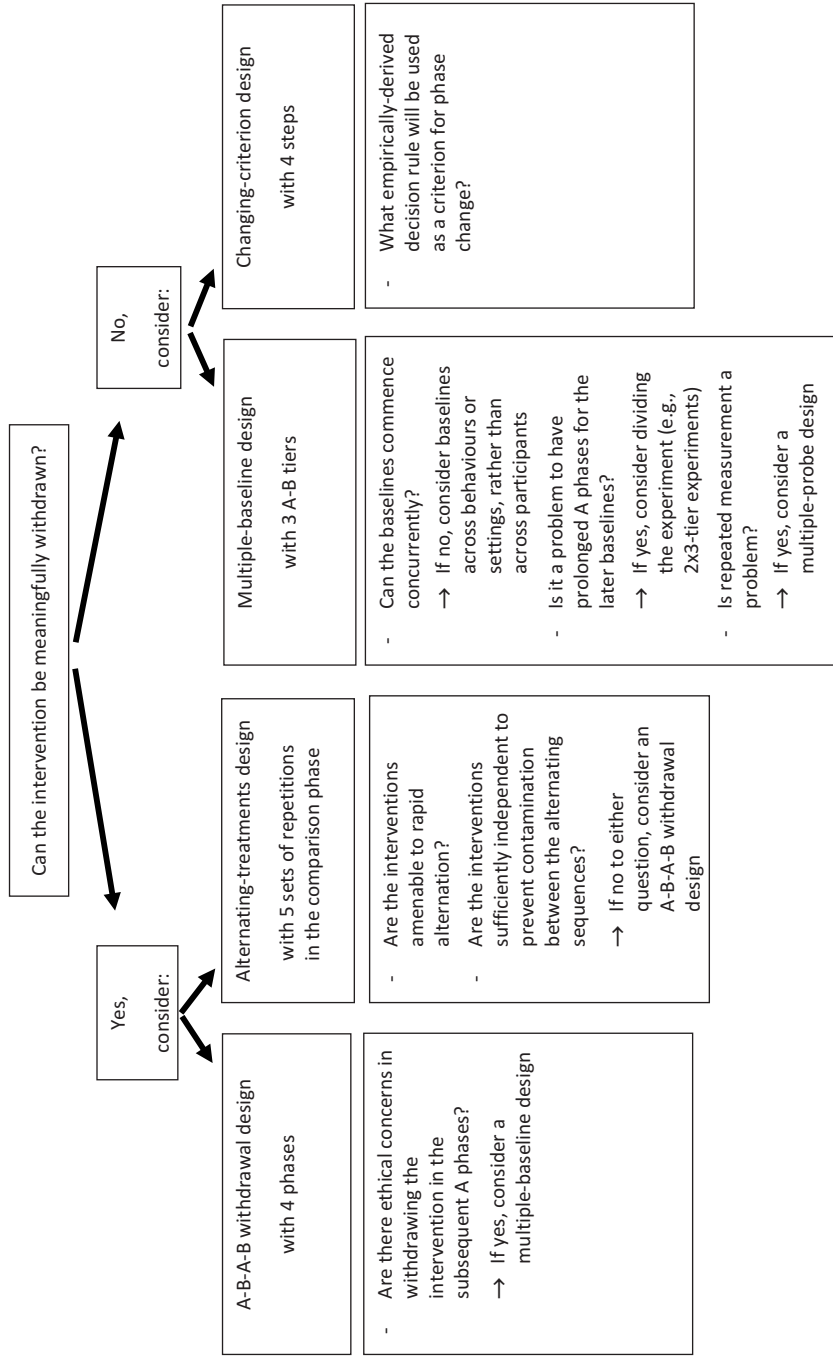 Can the intervention be meaningfully withdrawn?
Yes,
consider:
No,
consider:
A-B-A-B withdrawal design
with 4 phases
Alternating-treatments design
with 5 sets of repetitions
in the comparison phase
Multiple-baseline design
with 3 A-B tiers
Changing-criterion design
with 4 steps
- Are there ethical concerns in
withdrawing the
intervention in the
subsequent A phases?
→ If yes, consider a
multiple-baseline design
- Are the interventions
amenable to rapid
alternation?
- Are the interventions
sufficiently independent to
prevent contamination
between the alternating
sequences?
→ If no to either
question, consider an
A-B-A-B withdrawal
design
- Can the baselines commence
concurrently?
→ If no, consider baselines
across behaviours or
settings, rather than
across participants
- Is it a problem to have
prolonged A phases for the
later baselines?
→ If yes, consider dividing
the experiment (e.g.,
2x3-tier experiments)
- Is repeated measurement a
problem?
→ If yes, consider a
multiple-probe design
- What empirically-derived
decision rule will be used
as a criterion for phase
change?